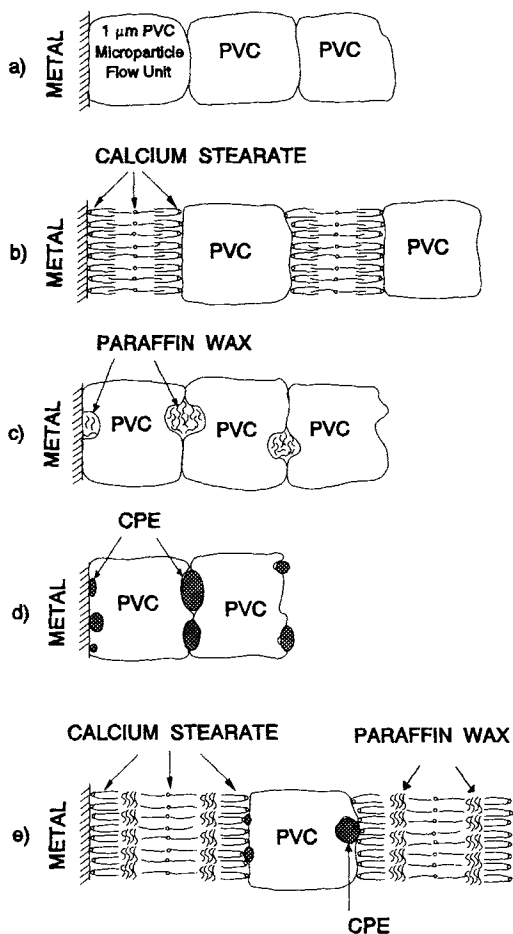 a)
METAL
1 μm PVC
Microparticle
Flow Unit
PVC
PVC
CALCIUM STEARATE
b)
METAL
PVC
PVC
PARAFFIN WAX
c)
METAL
PVC
PVC
PVC
CPE
d)
METAL
PVC
PVC
CALCIUM STEARATE
PARAFFIN WAX
e)
METAL
PVC
CPE